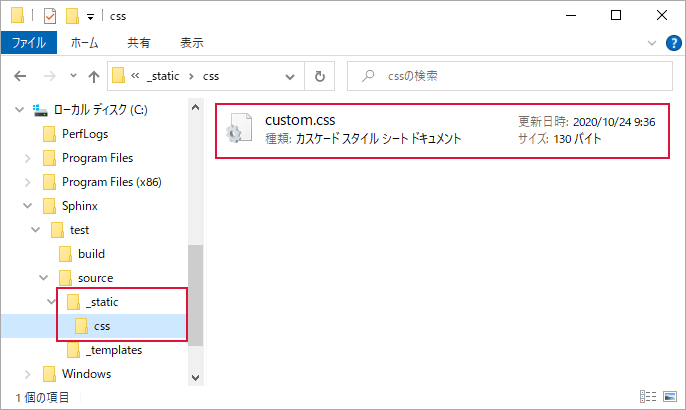 css
ファイル ホーム 共有 表示
_static css cssの検索
ローカル ディスク (C:)
PerfLogs
Program Files
Program Files (x86)
Sphinx
test
build
source
_static
css
_templates
Windows
custom.css 更新日時: 2020/10/24 9:36
種類: カスケード スタイル シート ドキュメント サイズ: 130 バイト
1 個の項目